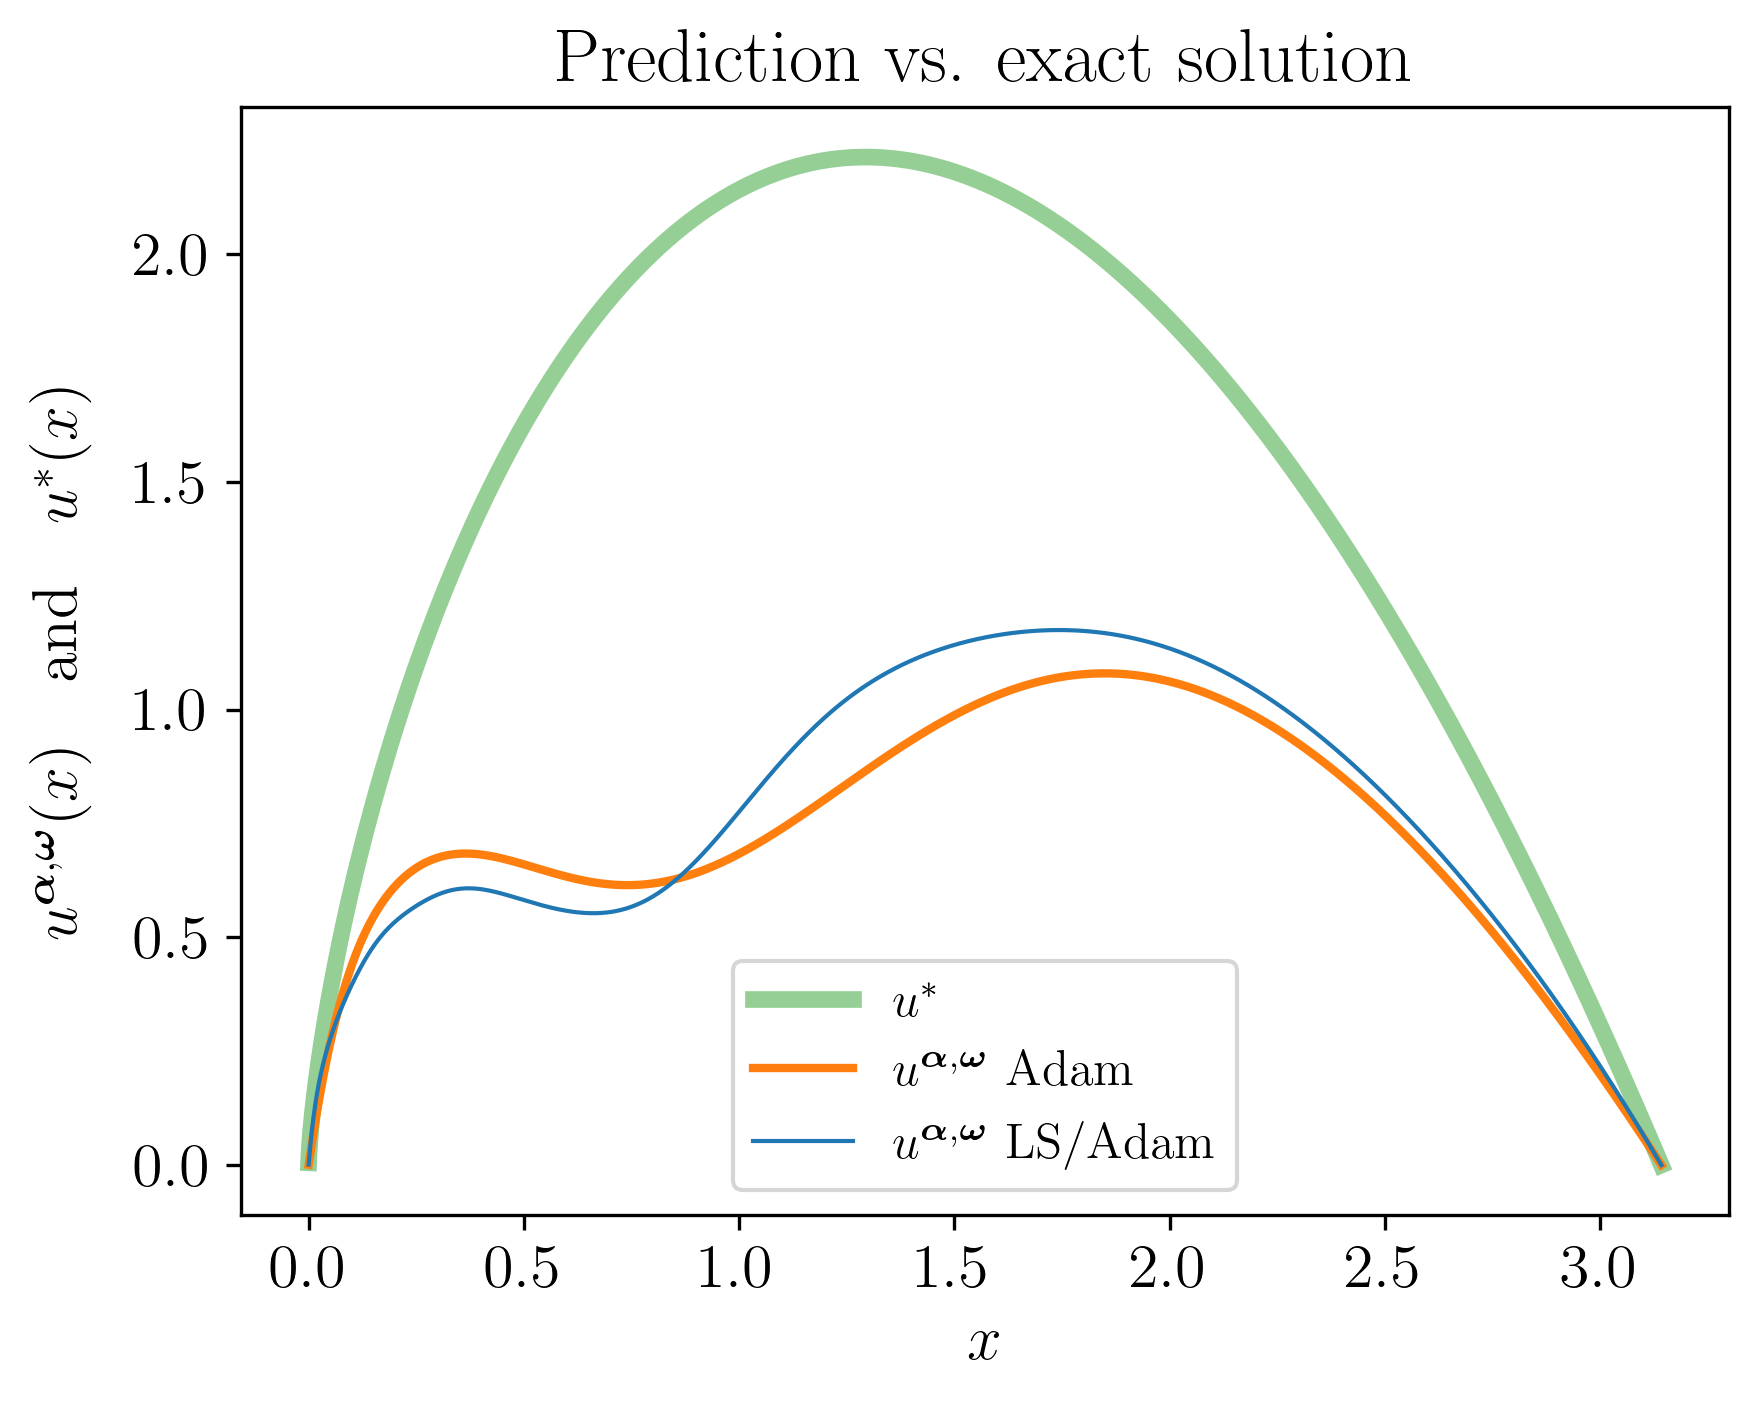 Prediction vs. exact solution
u^{α,ω}(x) and u*(x)
2.0
1.5
1.0
0.5
0.0
u*
u^{α,ω} Adam
u^{α,ω} LS/Adam
0.0 0.5 1.0 1.5 2.0 2.5 3.0
x